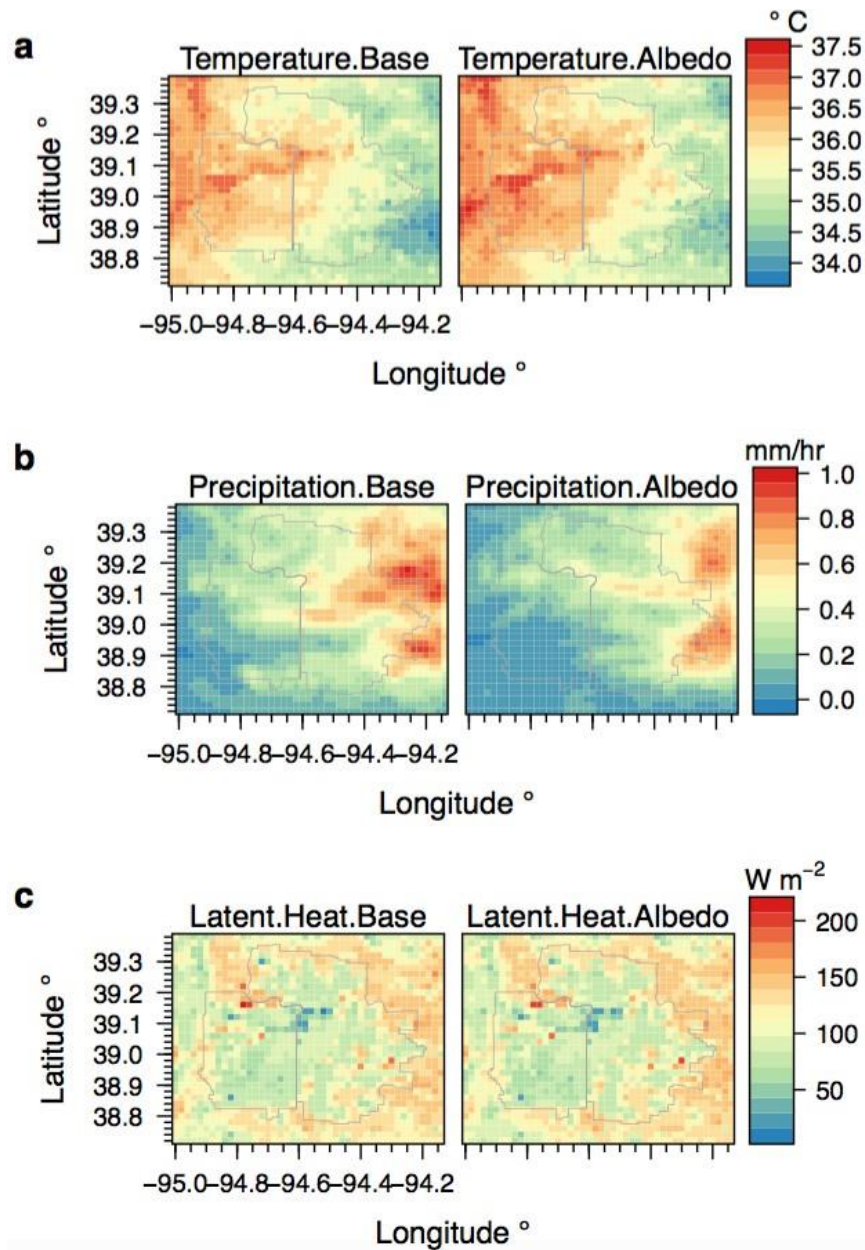 a
° C
Temperature.Base Temperature.Albedo
37.5
37.0
36.5
36.0
35.5
35.0
34.5
34.0
39.3
39.2
39.1
39.0
38.9
38.8
Latitude °
−95.0−94.8−94.6−94.4−94.2
Longitude °
b
mm/hr
Precipitation.Base Precipitation.Albedo
1.0
0.8
0.6
0.4
0.2
0.0
39.3
39.2
39.1
39.0
38.9
38.8
Latitude °
−95.0−94.8−94.6−94.4−94.2
Longitude °
c
W m−2
Latent.Heat.Base Latent.Heat.Albedo
200
150
100
50
39.3
39.2
39.1
39.0
38.9
38.8
Latitude °
−95.0−94.8−94.6−94.4−94.2
Longitude °